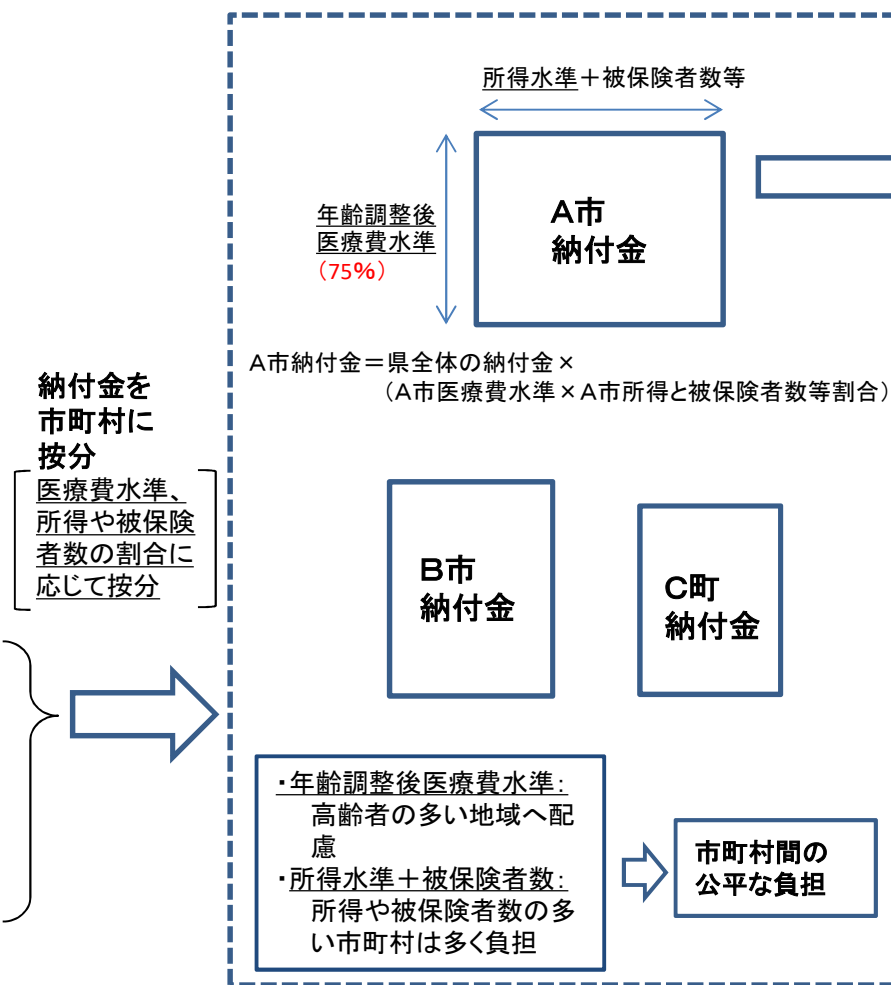 納付金を
市町村に
按分
医療費水準、
所得や被保険
者数の割合に
応じて按分
所得水準＋被保険者数等
年齢調整後
医療費水準
（75％）
A市
納付金
A市納付金＝県全体の納付金×
（A市医療費水準×A市所得と被保険者数等割合）
B市
納付金
C町
納付金
・年齢調整後医療費水準：
高齢者の多い地域へ配
慮
・所得水準＋被保険者数：
所得や被保険者数の多
い市町村は多く負担
市町村間の
公平な負担